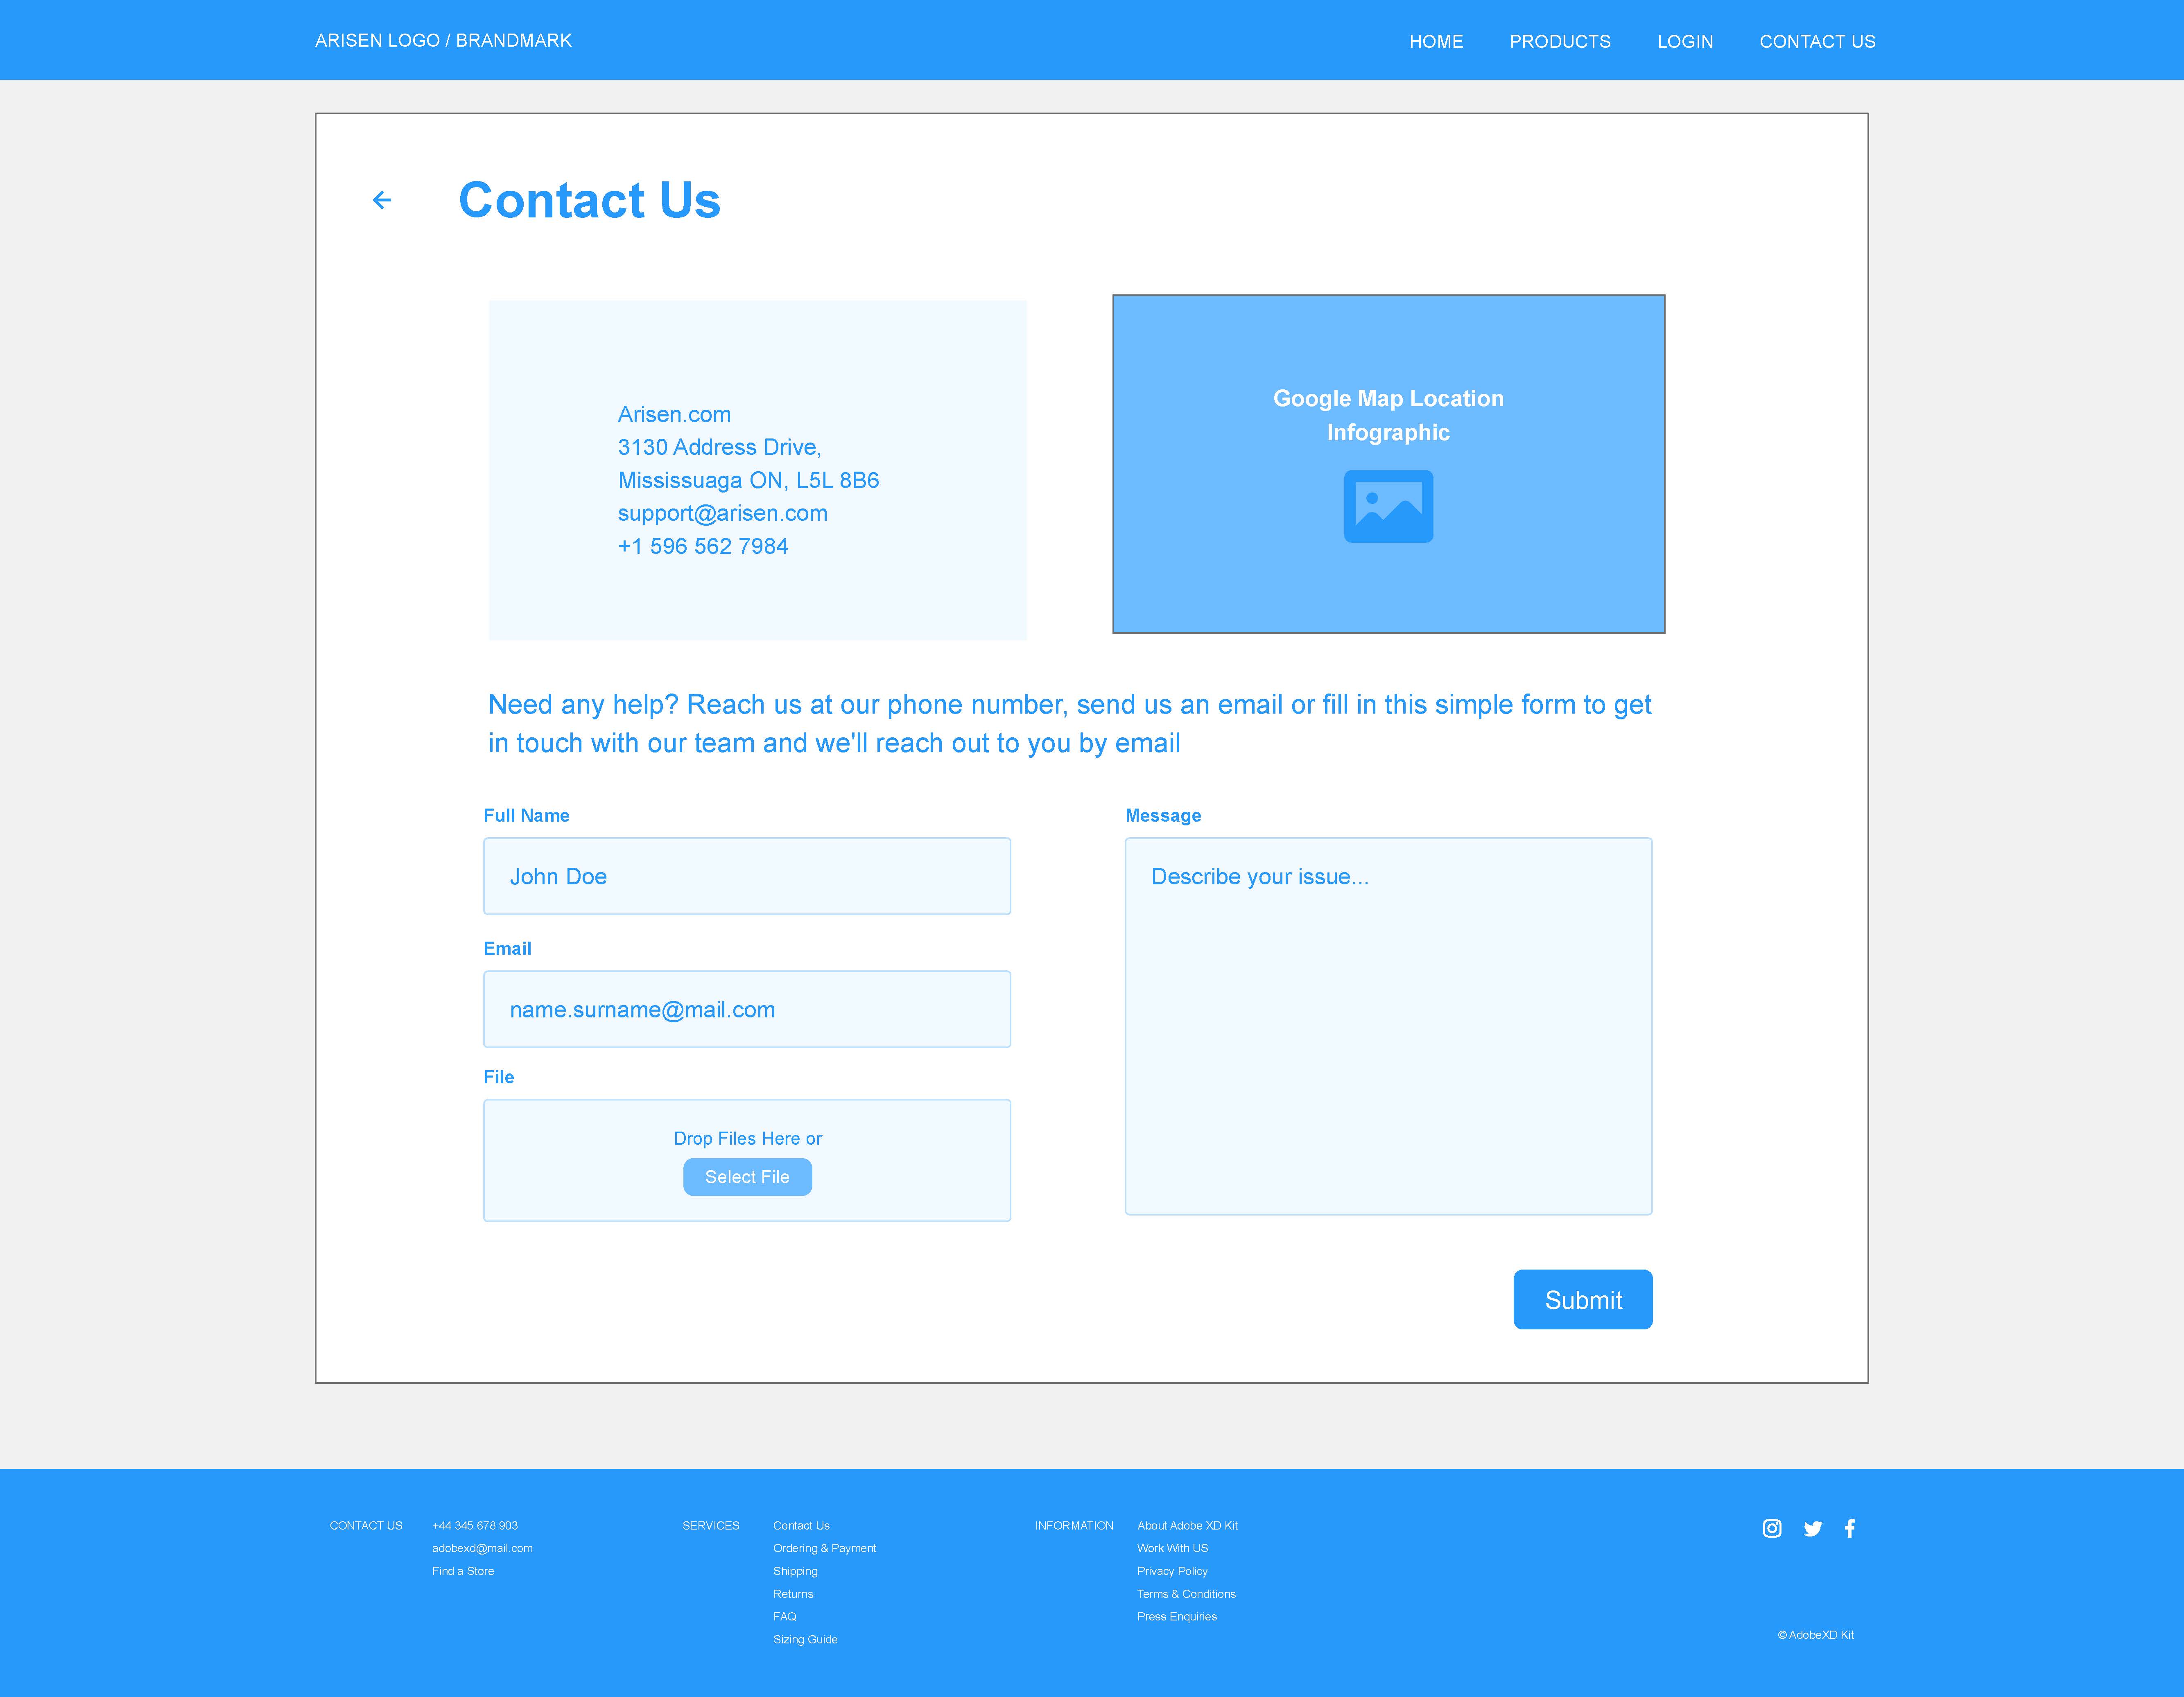 ARISEN LOGO / BRANDMARK
HOME PRODUCTS LOGIN CONTACT US
Contact Us
Arisen.com
3130 Address Drive,
Mississuaga ON, L5L 8B6
support@arisen.com
+1 596 562 7984
Google Map Location
Infographic
Need any help? Reach us at our phone number, send us an email or fill in this simple form to get
in touch with our team and we'll reach out to you by email
Full Name
John Doe
Email
name.surname@mail.com
File
Drop Files Here or
Select File
Message
Describe your issue...
Submit
CONTACT US
+44 345 678 903
adobexd@mail.com
Find a Store
SERVICES
Contact Us
Ordering & Payment
Shipping
Returns
FAQ
Sizing Guide
INFORMATION
About Adobe XD Kit
Work With US
Privacy Policy
Terms & Conditions
Press Enquiries
© AdobeXD Kit